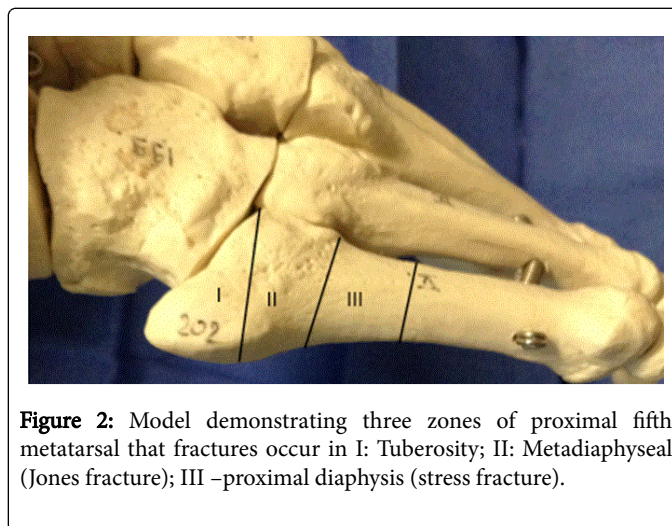 I
II
III
202
Figure 2: Model demonstrating three zones of proximal fifth
metatarsal that fractures occur in I: Tuberosity; II: Metadiaphyseal
(Jones fracture); III –proximal diaphysis (stress fracture).